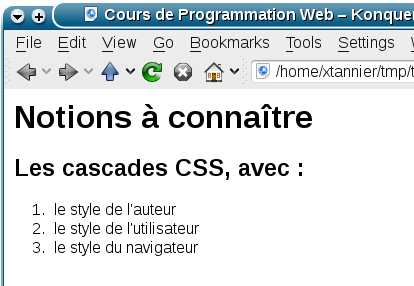 Cours de Programmation Web – Konquer
File Edit View Go Bookmarks Tools Settings
/home/xtannier/tmp/t
Notions à connaître
Les cascades CSS, avec :
1. le style de l'auteur
2. le style de l'utilisateur
3. le style du navigateur